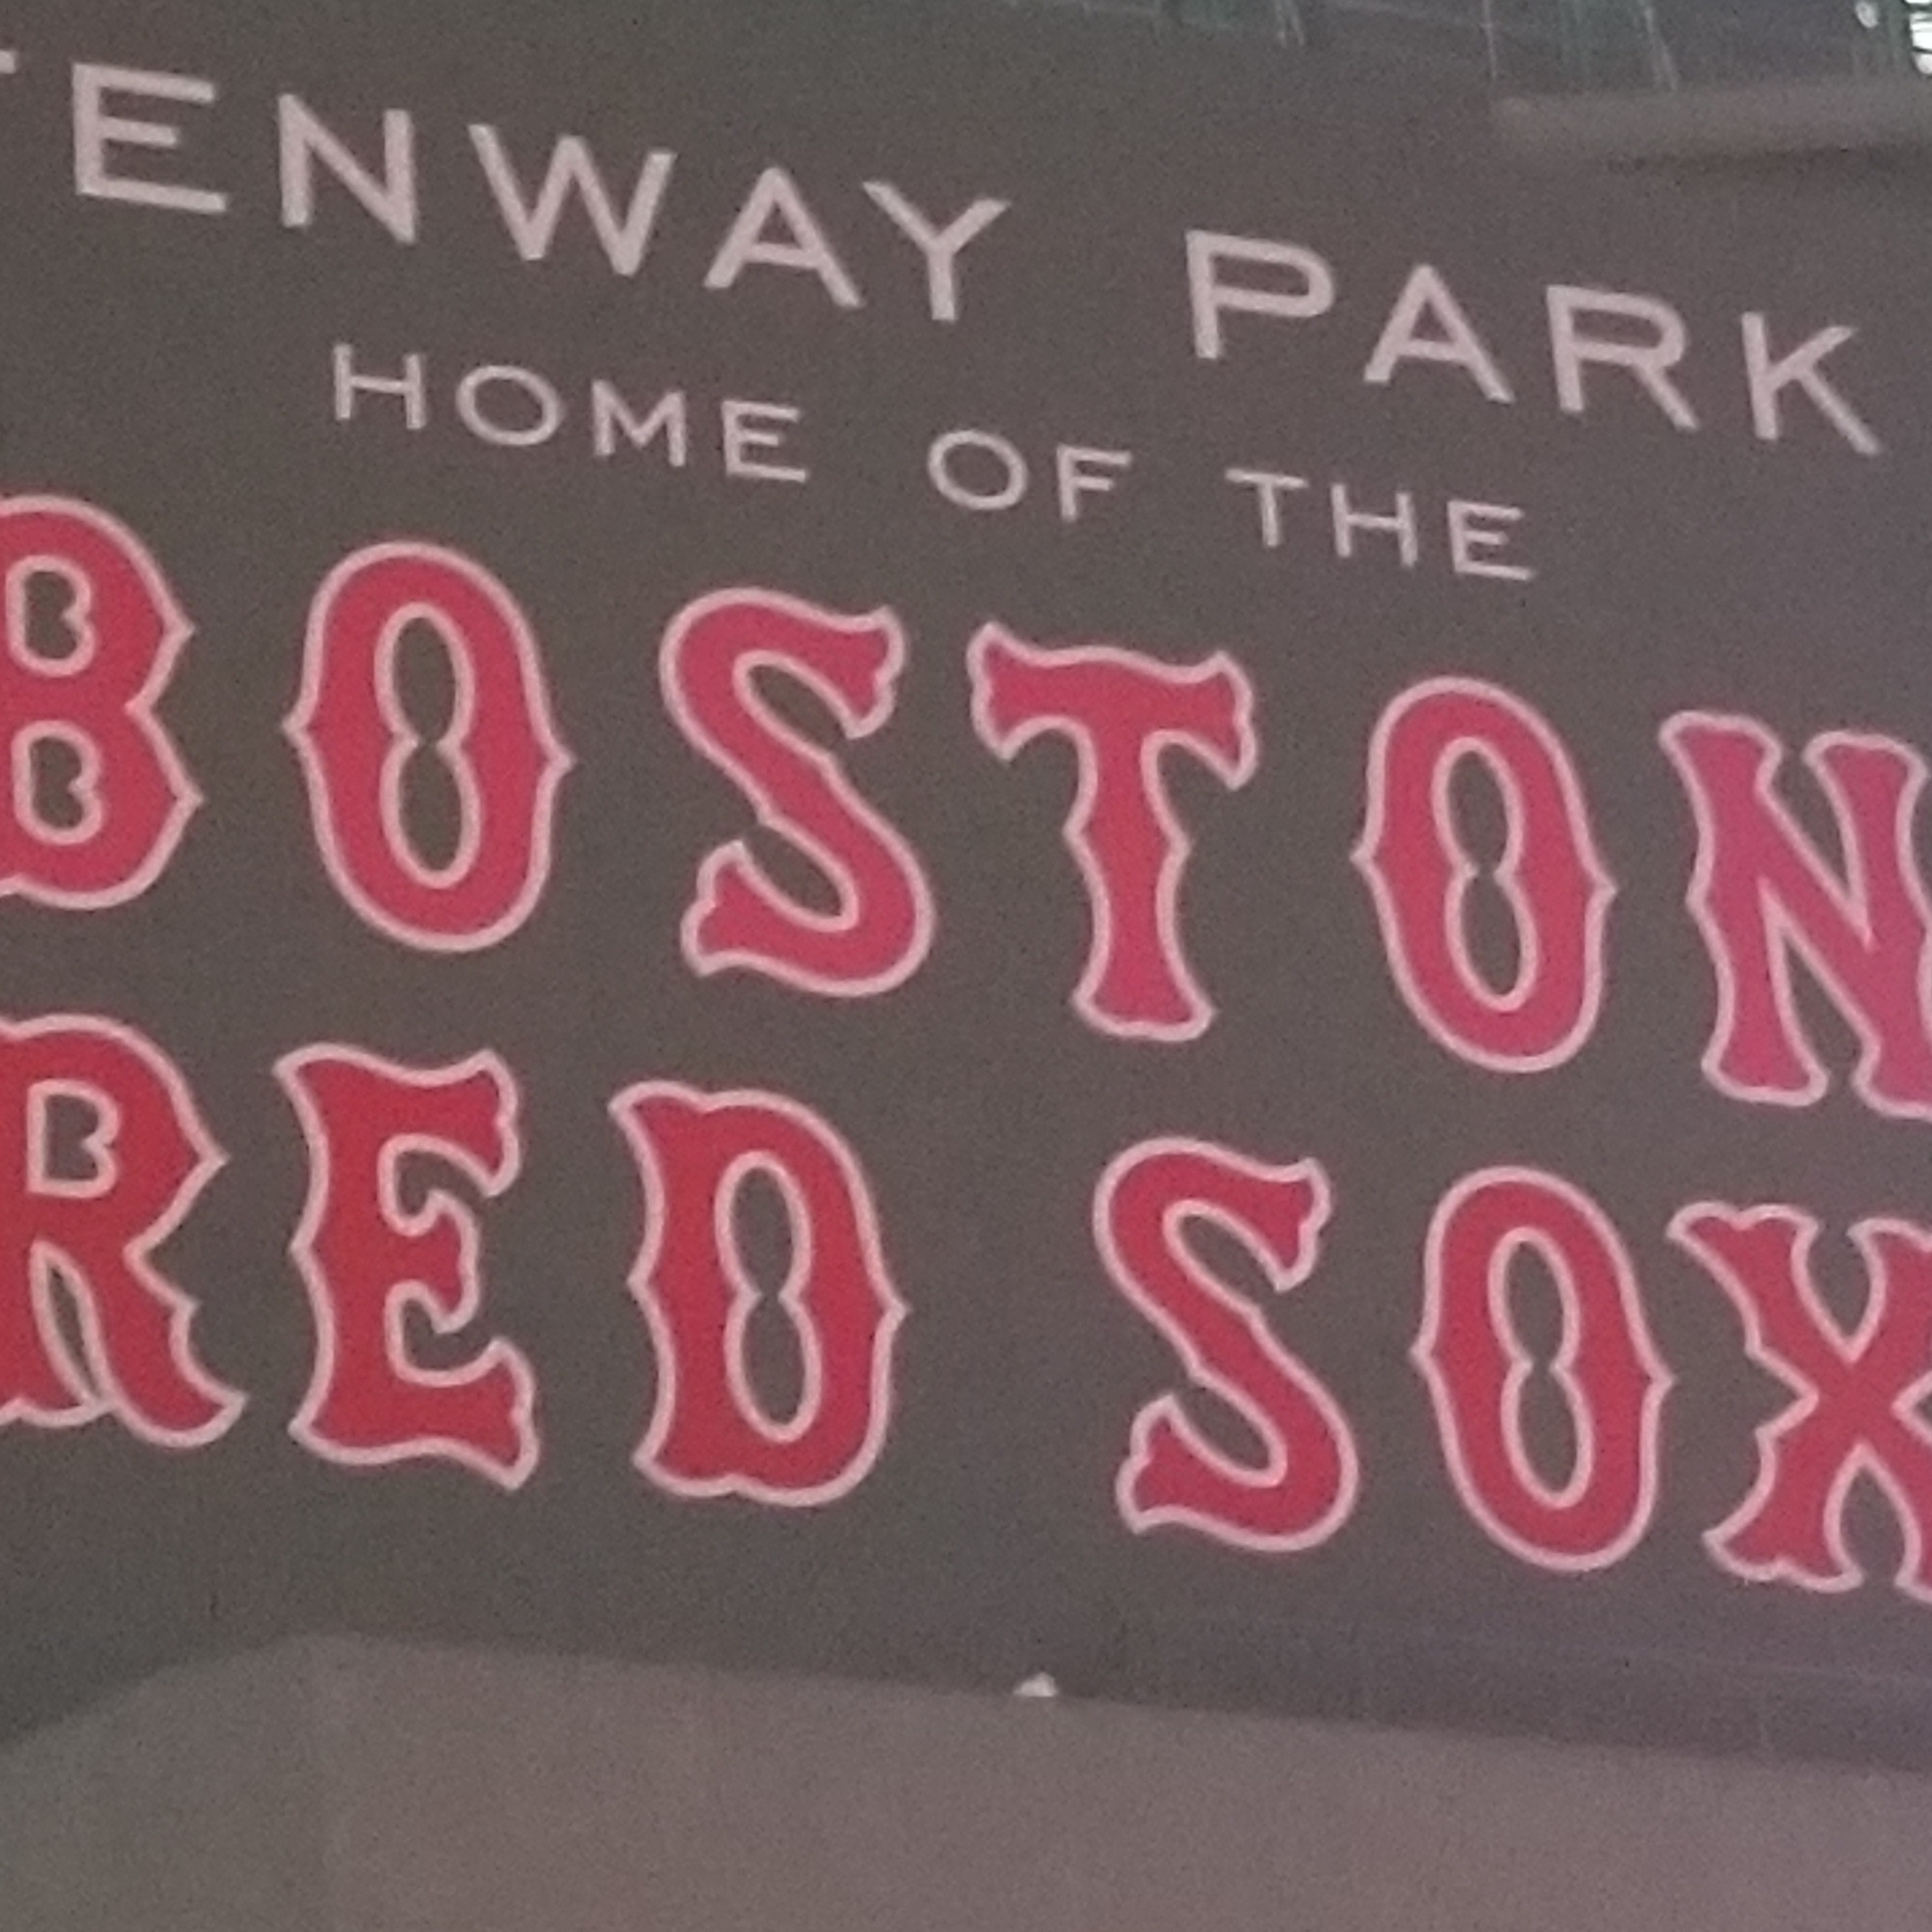 FENWAY PARK
HOME OF THE
BOSTON
RED SOX